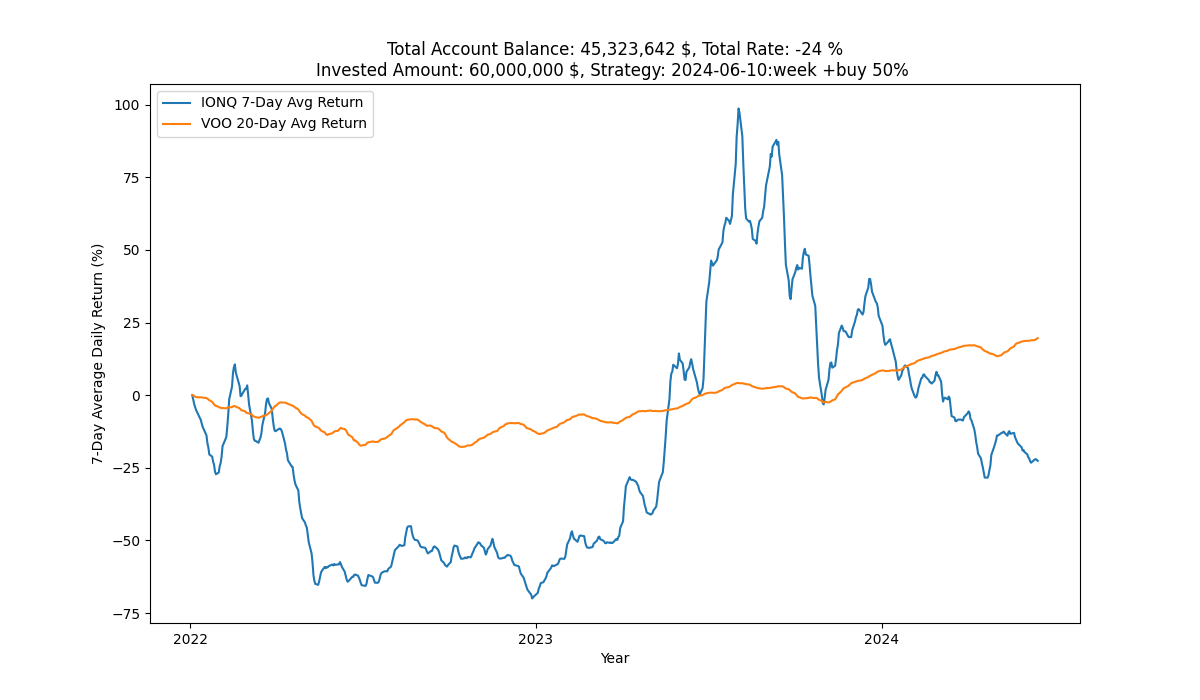 Total Account Balance: 45,323,642 $, Total Rate: -24 %
Invested Amount: 60,000,000 $, Strategy: 2024-06-10:week +buy 50%
IONQ 7-Day Avg Return
VOO 20-Day Avg Return
7-Day Average Daily Return (%)
100
75
50
25
0
−25
−50
−75
2022
2023
2024
Year